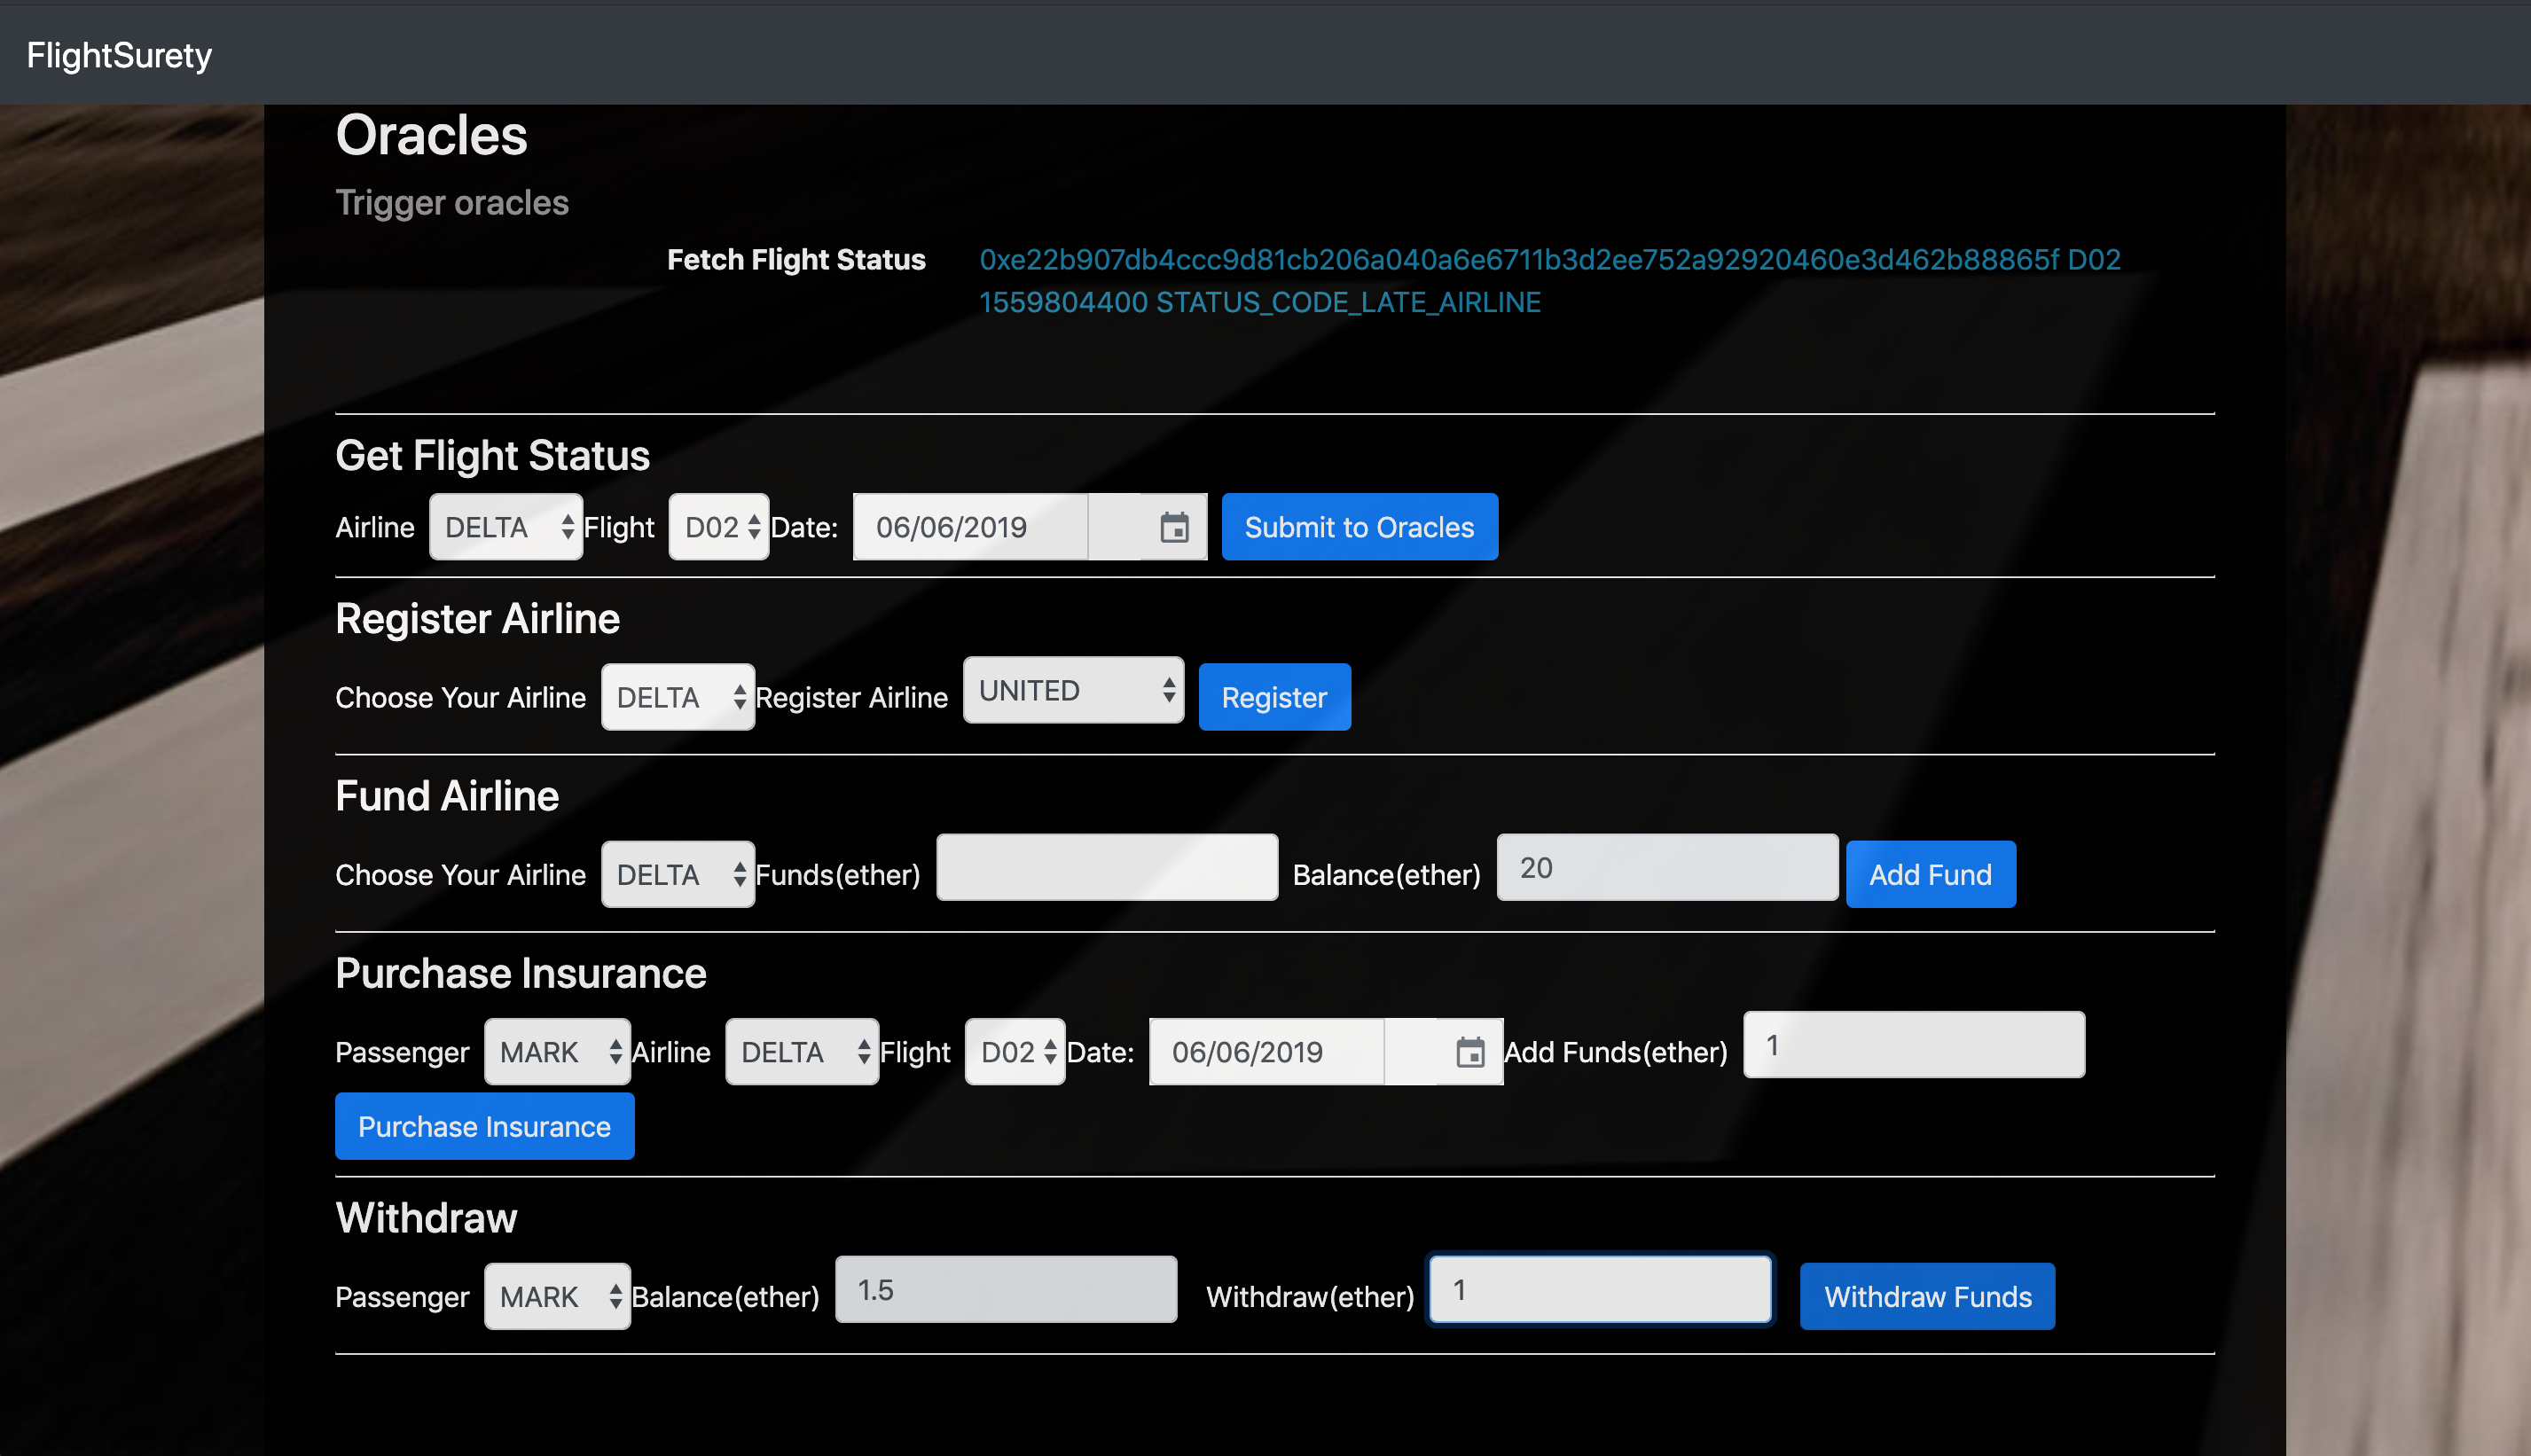 FlightSurety
Oracles
Trigger oracles
Fetch Flight Status 0xe22b907db4ccc9d81cb206a040a6e6711b3d2ee752a92920460e3d462b88865f D02
1559804400 STATUS_CODE_LATE_AIRLINE
Get Flight Status
Airline DELTA Flight D02 Date: 06/06/2019 Submit to Oracles
Register Airline
Choose Your Airline DELTA Register Airline UNITED Register
Fund Airline
Choose Your Airline DELTA Funds(ether) Balance(ether) 20 Add Fund
Purchase Insurance
Passenger MARK Airline DELTA Flight D02 Date: 06/06/2019 Add Funds(ether) 1
Purchase Insurance
Withdraw
Passenger MARK Balance(ether) 1.5 Withdraw(ether) 1 Withdraw Funds